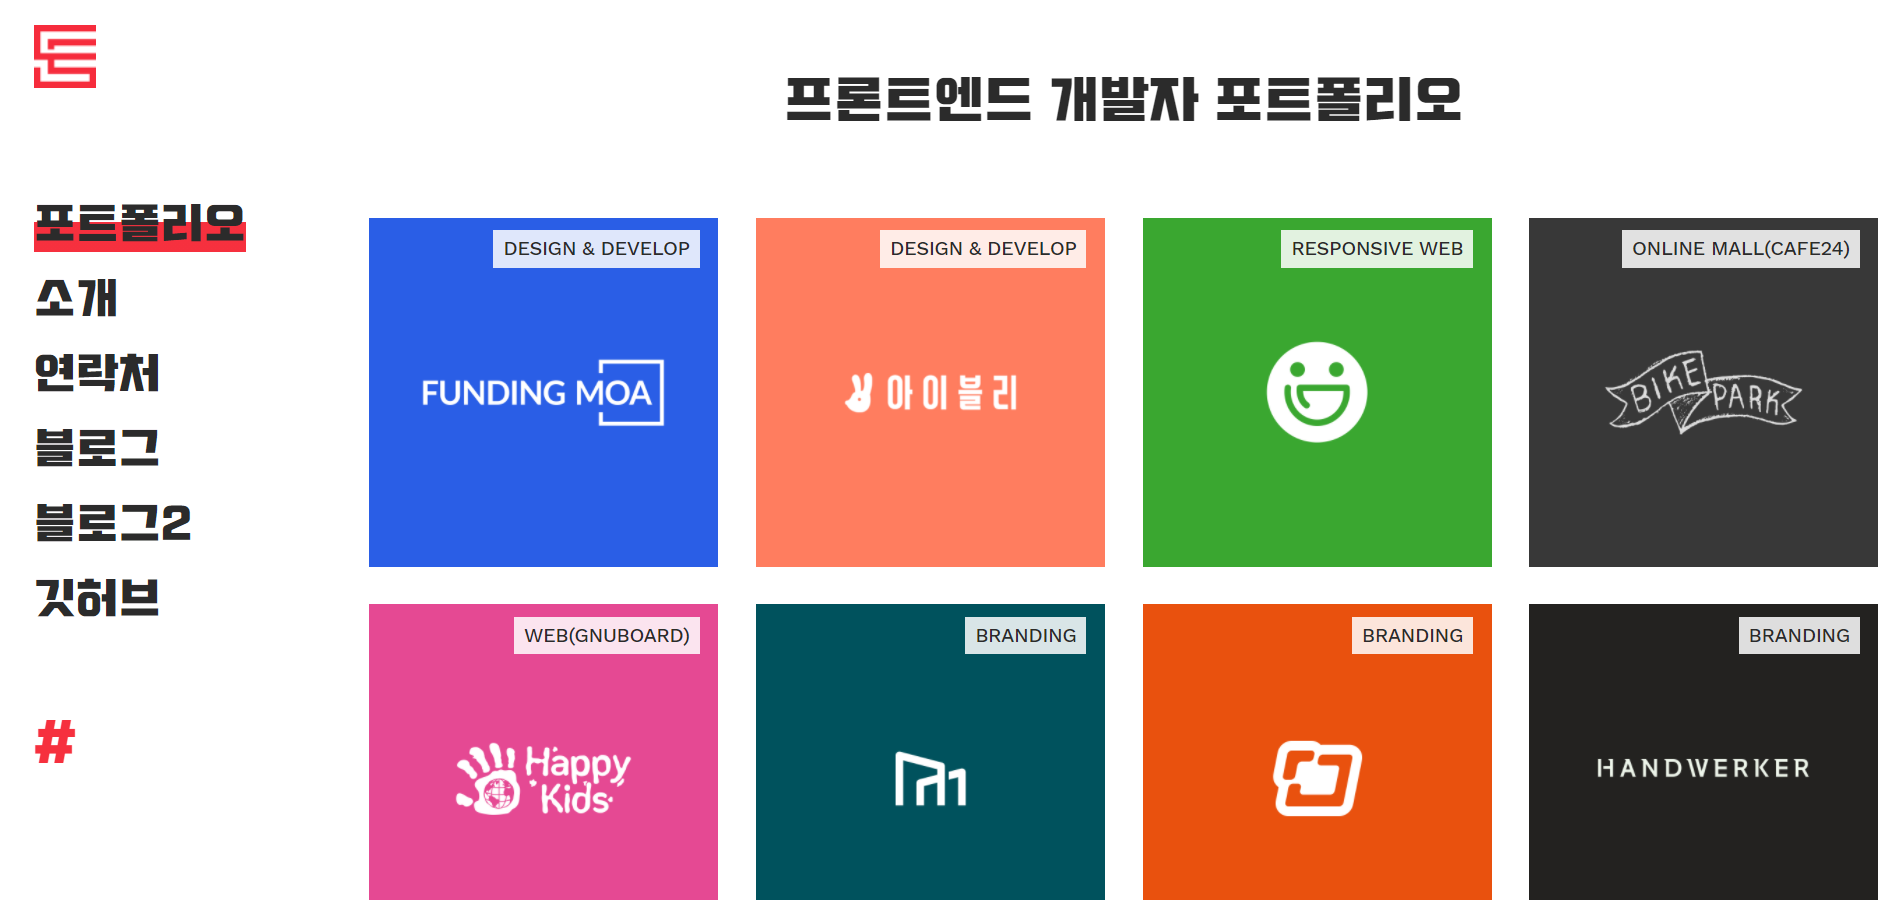 프론트엔드 개발자 포트폴리오
포트폴리오
소개
연락처
블로그
블로그2
깃허브
#
DESIGN & DEVELOP
FUNDING MOA
DESIGN & DEVELOP
아이블리
RESPONSIVE WEB
ONLINE MALL(CAFE24)
BIKE PARK
WEB(GNUBOARD)
Happy
Kids
BRANDING
BRANDING
BRANDING
HANDWERKER